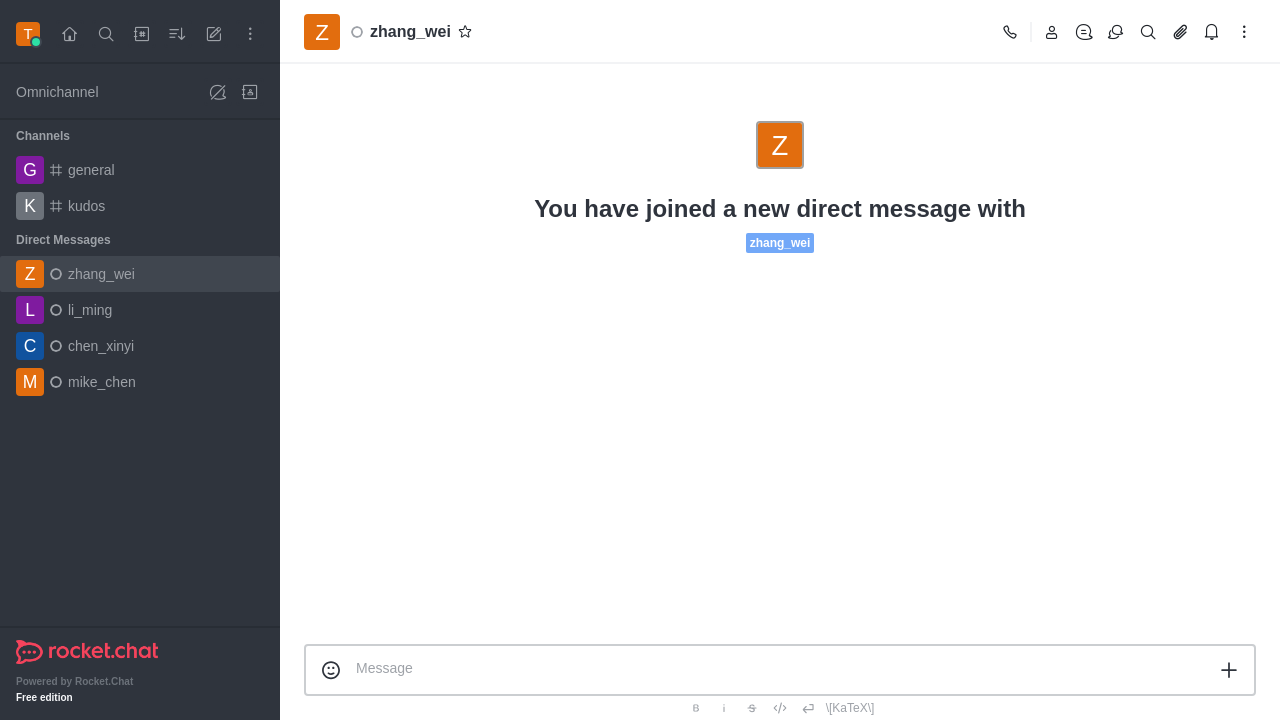 T
Omnichannel
Channels
G general
K kudos
Direct Messages
Z zhang_wei
L li_ming
C chen_xinyi
M mike_chen
rocket.chat
Powered by Rocket.Chat
Free edition
Z zhang_wei
Z
You have joined a new direct message with
zhang_wei
Message
B i S \[KaTeX\]